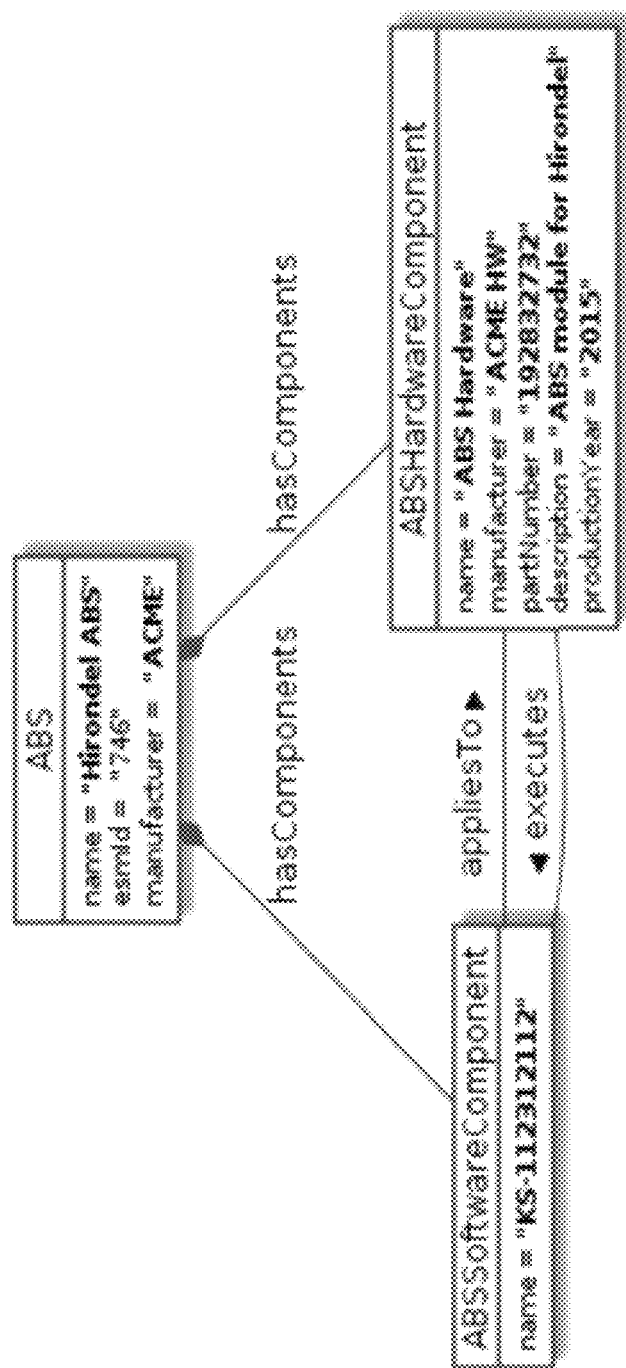 ABS
name = "Hirondel ABS"
esmId = "746"
manufacturer = "ACME"
hasComponents
hasComponents
ABSSoftwareComponent
name = "KS-112312112"
appliesTo ▶
◀ executes
ABSHardwareComponent
name = "ABS Hardware"
manufacturer = "ACME HW"
partNumber = "192832732"
description = "ABS module for Hirondel"
productionYear = "2015"